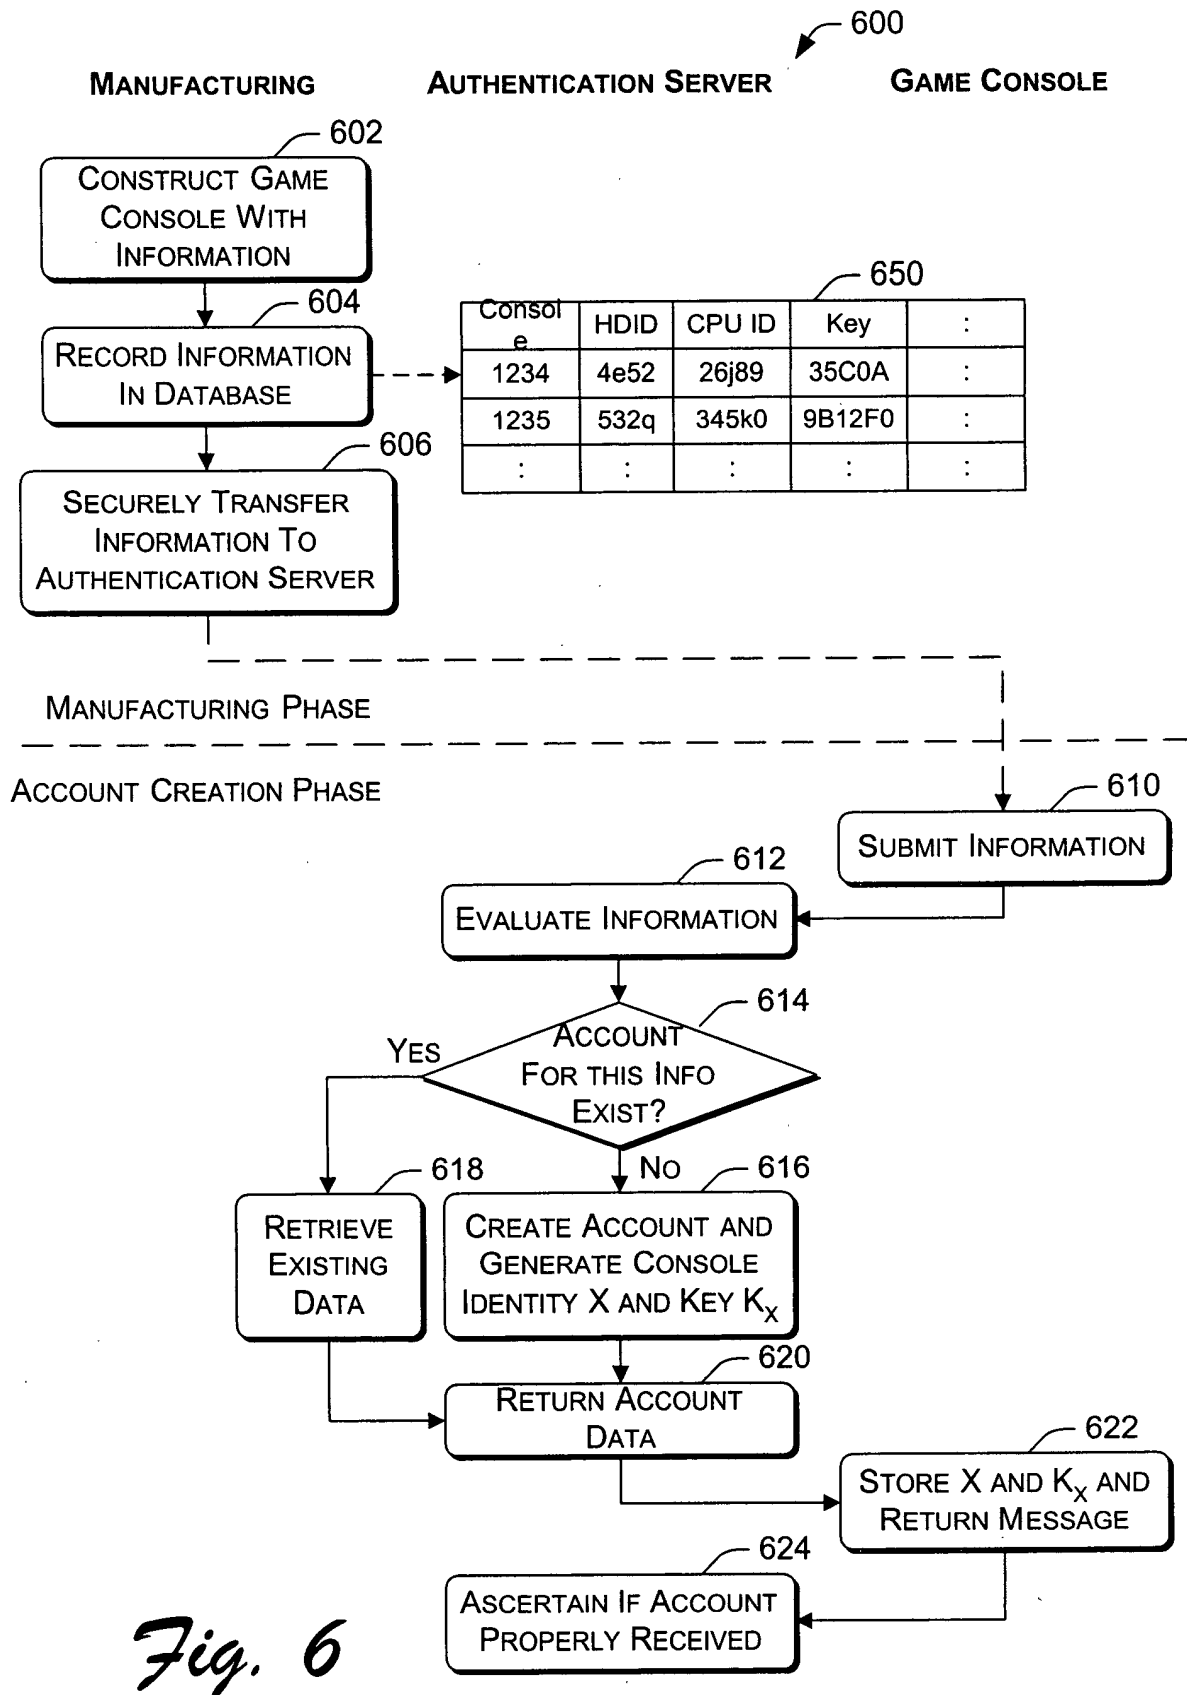 600
MANUFACTURING
AUTHENTICATION SERVER
GAME CONSOLE
602
CONSTRUCT GAME
CONSOLE WITH
INFORMATION
604
RECORD INFORMATION
IN DATABASE
606
SECURELY TRANSFER
INFORMATION TO
AUTHENTICATION SERVER
650
Consol
e
HDID
CPU ID
Key
:
1234
4e52
26j89
35C0A
:
1235
532q
345k0
9B12F0
:
:
:
:
:
:
MANUFACTURING PHASE
ACCOUNT CREATION PHASE
610
SUBMIT INFORMATION
612
EVALUATE INFORMATION
614
ACCOUNT
FOR THIS INFO
EXIST?
YES
NO
618
RETRIEVE
EXISTING
DATA
616
CREATE ACCOUNT AND
GENERATE CONSOLE
IDENTITY X AND KEY KX
620
RETURN ACCOUNT
DATA
622
STORE X AND KX AND
RETURN MESSAGE
624
ASCERTAIN IF ACCOUNT
PROPERLY RECEIVED
Fig. 6